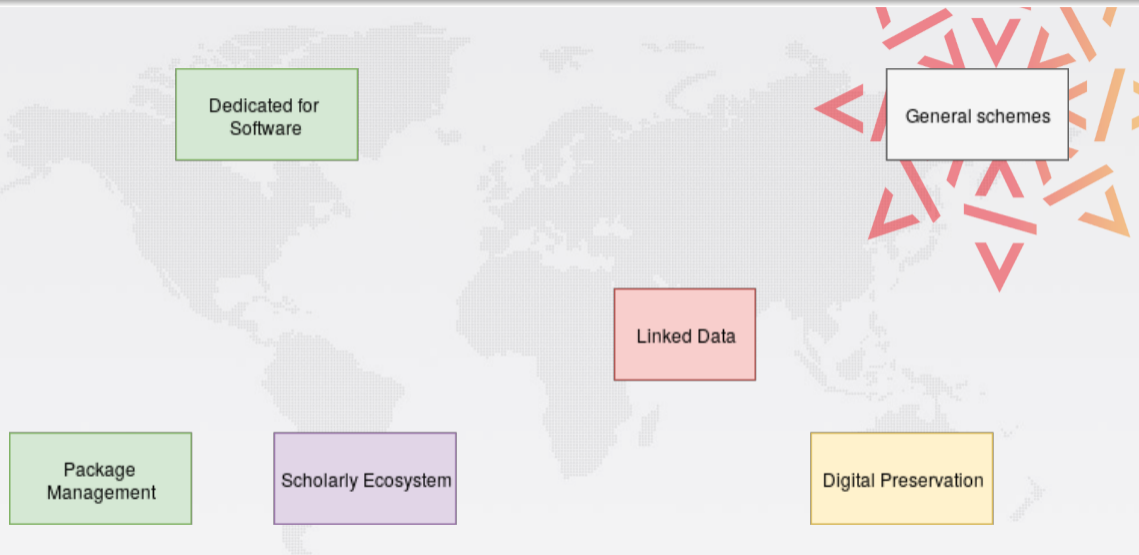 Dedicated for
Software
General schemes
Linked Data
Package
Management
Scholarly Ecosystem
Digital Preservation